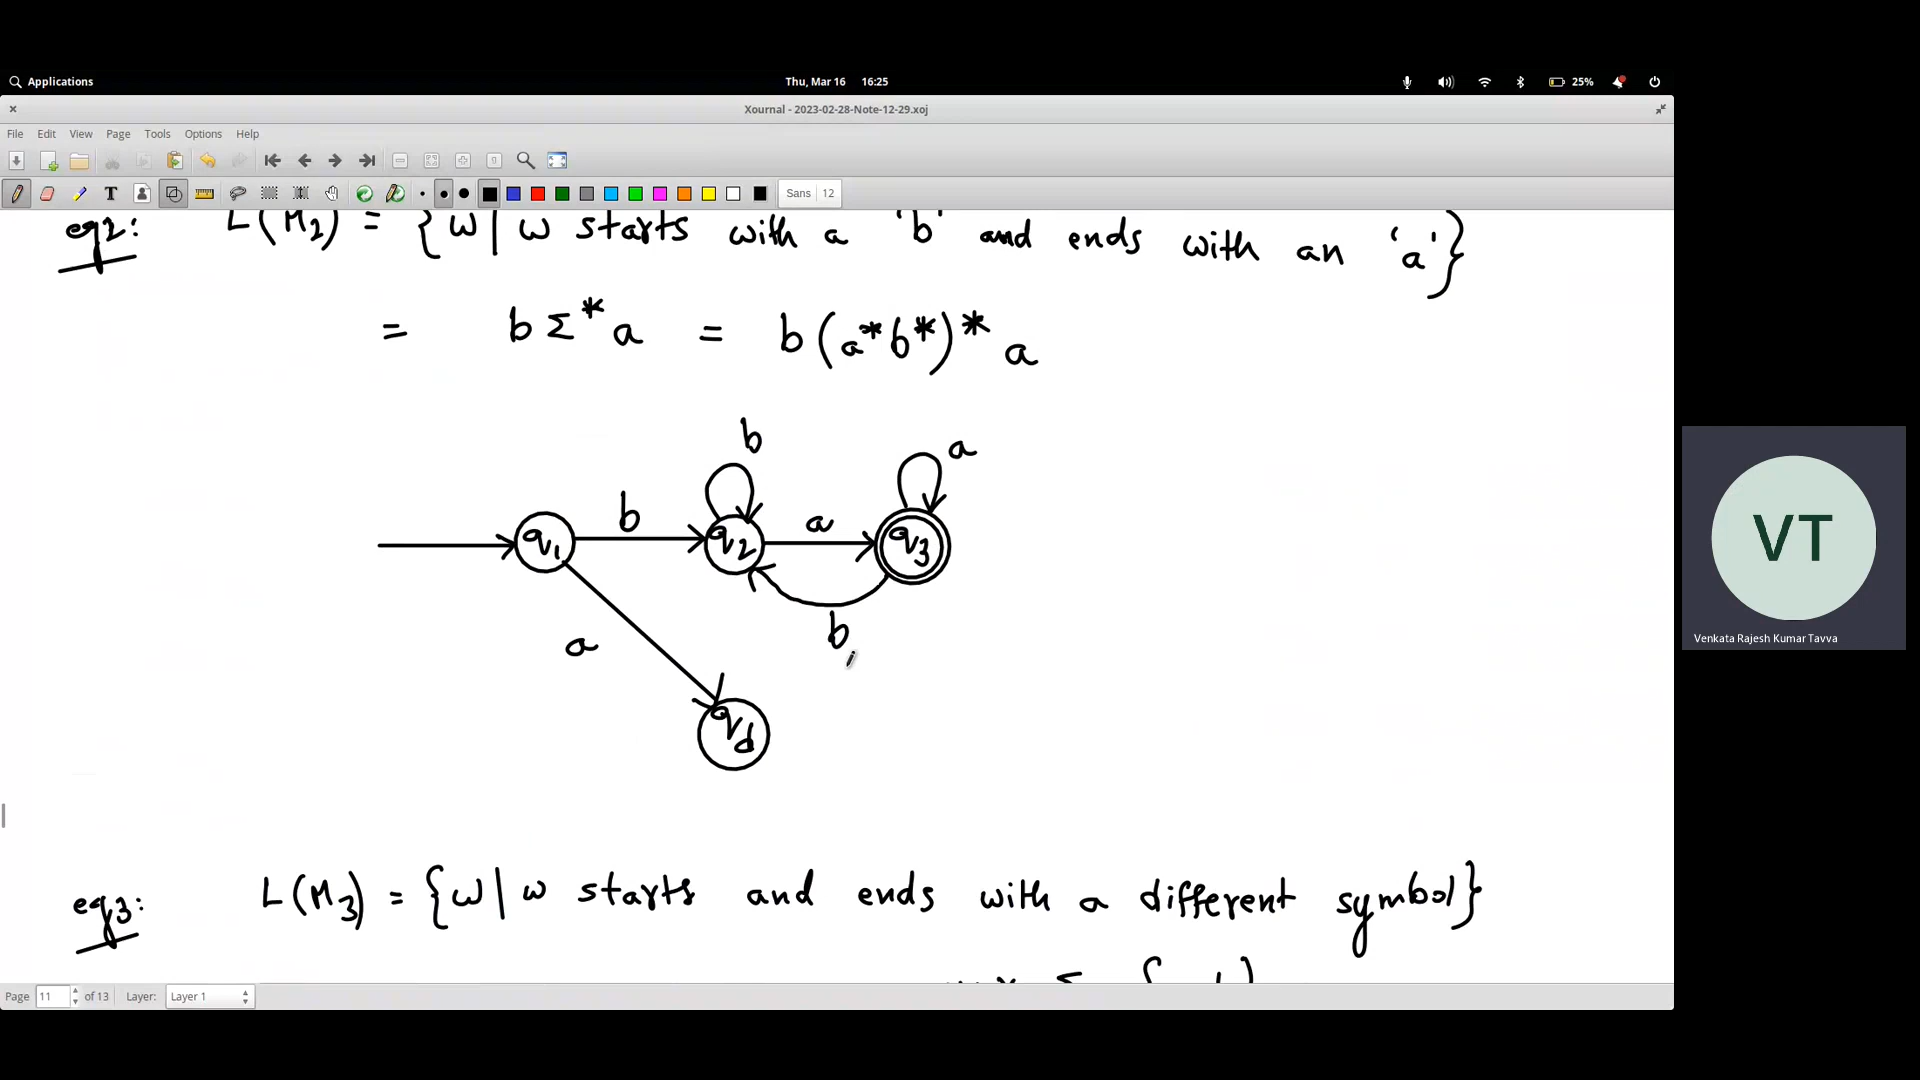 Applications Thu, Mar 16 16:25 25%
Xournal - 2023-02-28-Note-12-29.xoj
File Edit View Page Tools Options Help
Sans 12
eg2: L(M2) = {w | w starts with a 'b' and ends with an 'a'}
= bΣ*a = b(a*b*)*a
b a
b a
q1 q2 q3
b
a
qd
VT
Venkata Rajesh Kumar Tavva
eg3: L(M3) = {w | w starts and ends with a different symbol}
Page 11 of 13 Layer: Layer 1